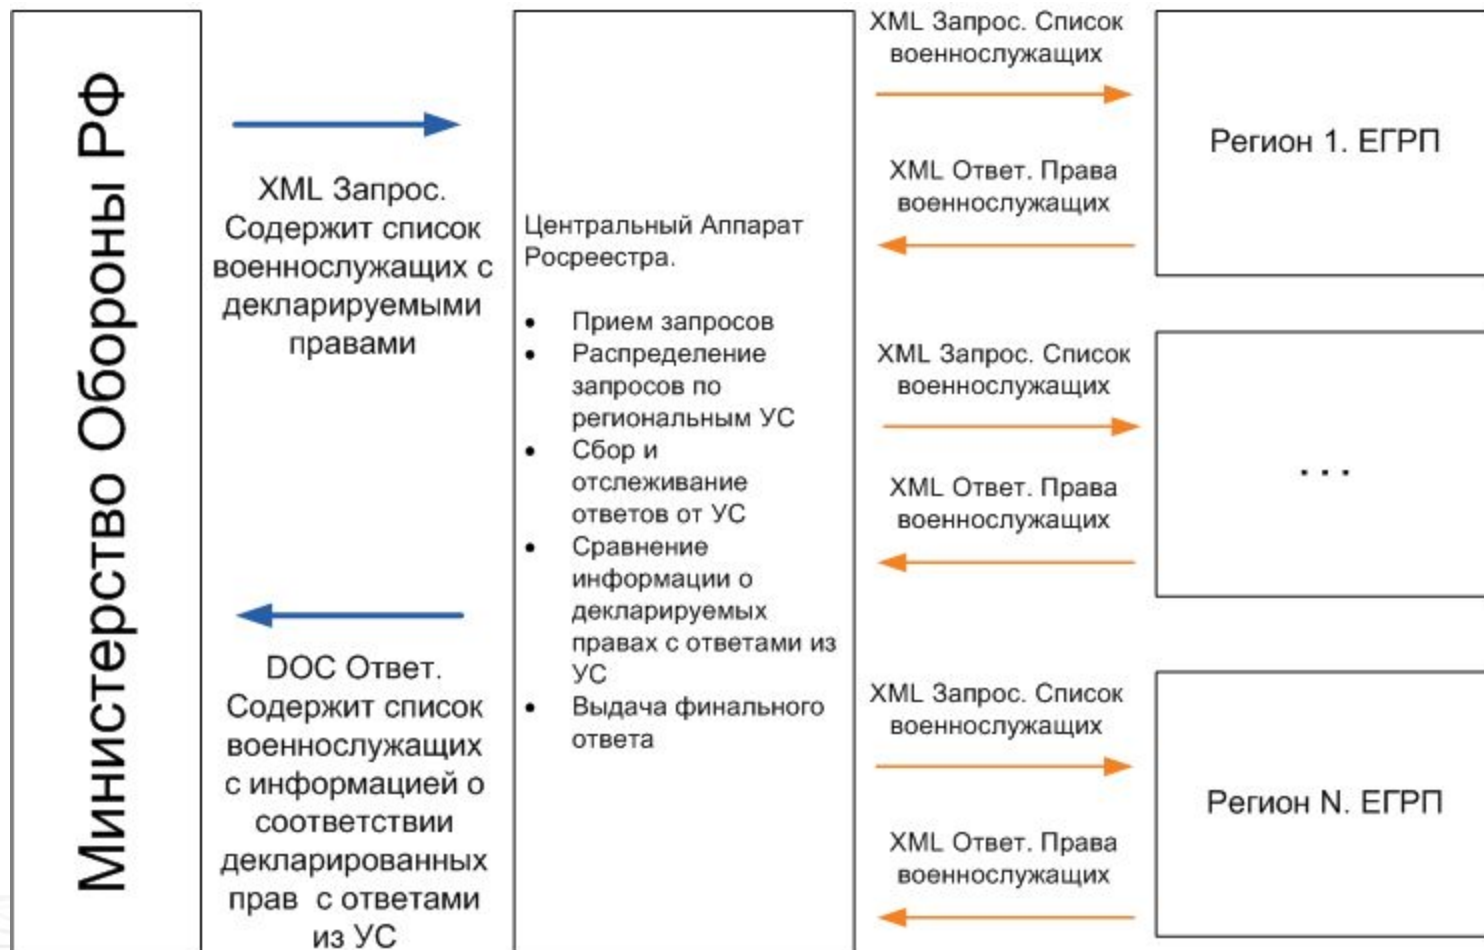 Министерство Обороны РФ
XML Запрос.
Содержит список
военнослужащих с
декларируемыми
правами
DOC Ответ.
Содержит список
военнослужащих
с информацией о
соответствии
декларированных
прав с ответами
из УС
Центральный Аппарат
Росреестра.
• Прием запросов
• Распределение
запросов по
региональным УС
• Сбор и
отслеживание
ответов от УС
• Сравнение
информации о
декларируемых
правах с ответами из
УС
• Выдача финального
ответа
XML Запрос. Список
военнослужащих
XML Ответ. Права
военнослужащих
Регион 1. ЕГРП
XML Запрос. Список
военнослужащих
XML Ответ. Права
военнослужащих
...
XML Запрос. Список
военнослужащих
XML Ответ. Права
военнослужащих
Регион N. ЕГРП